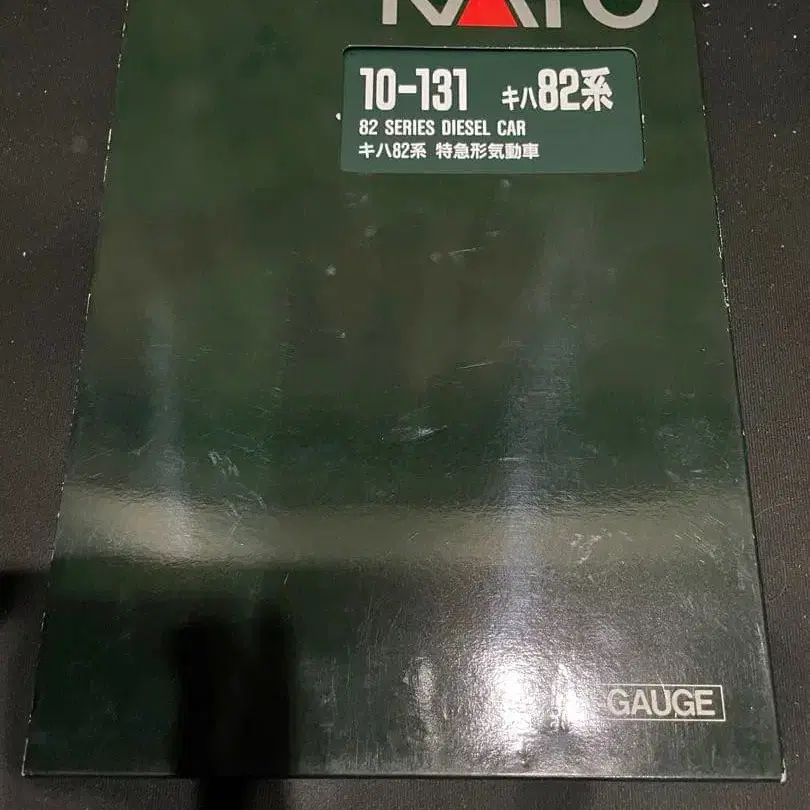 KATO
10-131 キハ82系
82 SERIES DIESEL CAR
キハ82系 特急形気動車
GAUGE